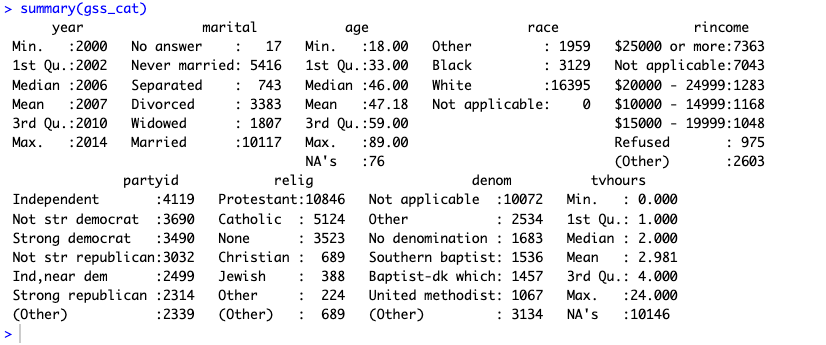 > summary(gss_cat)
      year           marital           age                    race                 rincome
 Min.   :2000   No answer    :   17   Min.   :18.00   Other         : 1959   $25000 or more:7363
 1st Qu.:2002   Never married: 5416   1st Qu.:33.00   Black         : 3129   Not applicable:7043
 Median :2006   Separated    :  743   Median :46.00   White         :16395   $20000 - 24999:1283
 Mean   :2007   Divorced     : 3383   Mean   :47.18   Not applicable:    0   $10000 - 14999:1168
 3rd Qu.:2010   Widowed      : 1807   3rd Qu.:59.00                          $15000 - 19999:1048
 Max.   :2014   Married      :10117   Max.   :89.00                          Refused       : 975
                                      NA's   :76                             (Other)       :2603
               partyid            relig                    denom          tvhours
 Independent       :4119   Protestant:10846   Not applicable  :10072   Min.   : 0.000
 Not str democrat  :3690   Catholic  : 5124   Other           : 2534   1st Qu.: 1.000
 Strong democrat   :3490   None      : 3523   No denomination : 1683   Median : 2.000
 Not str republican:3032   Christian :  689   Southern baptist: 1536   Mean   : 2.981
 Ind,near dem      :2499   Jewish    :  388   Baptist-dk which: 1457   3rd Qu.: 4.000
 Strong republican :2314   Other     :  224   United methodist: 1067   Max.   :24.000
 (Other)           :2339   (Other)   :  689   (Other)         : 3134   NA's   :10146
>